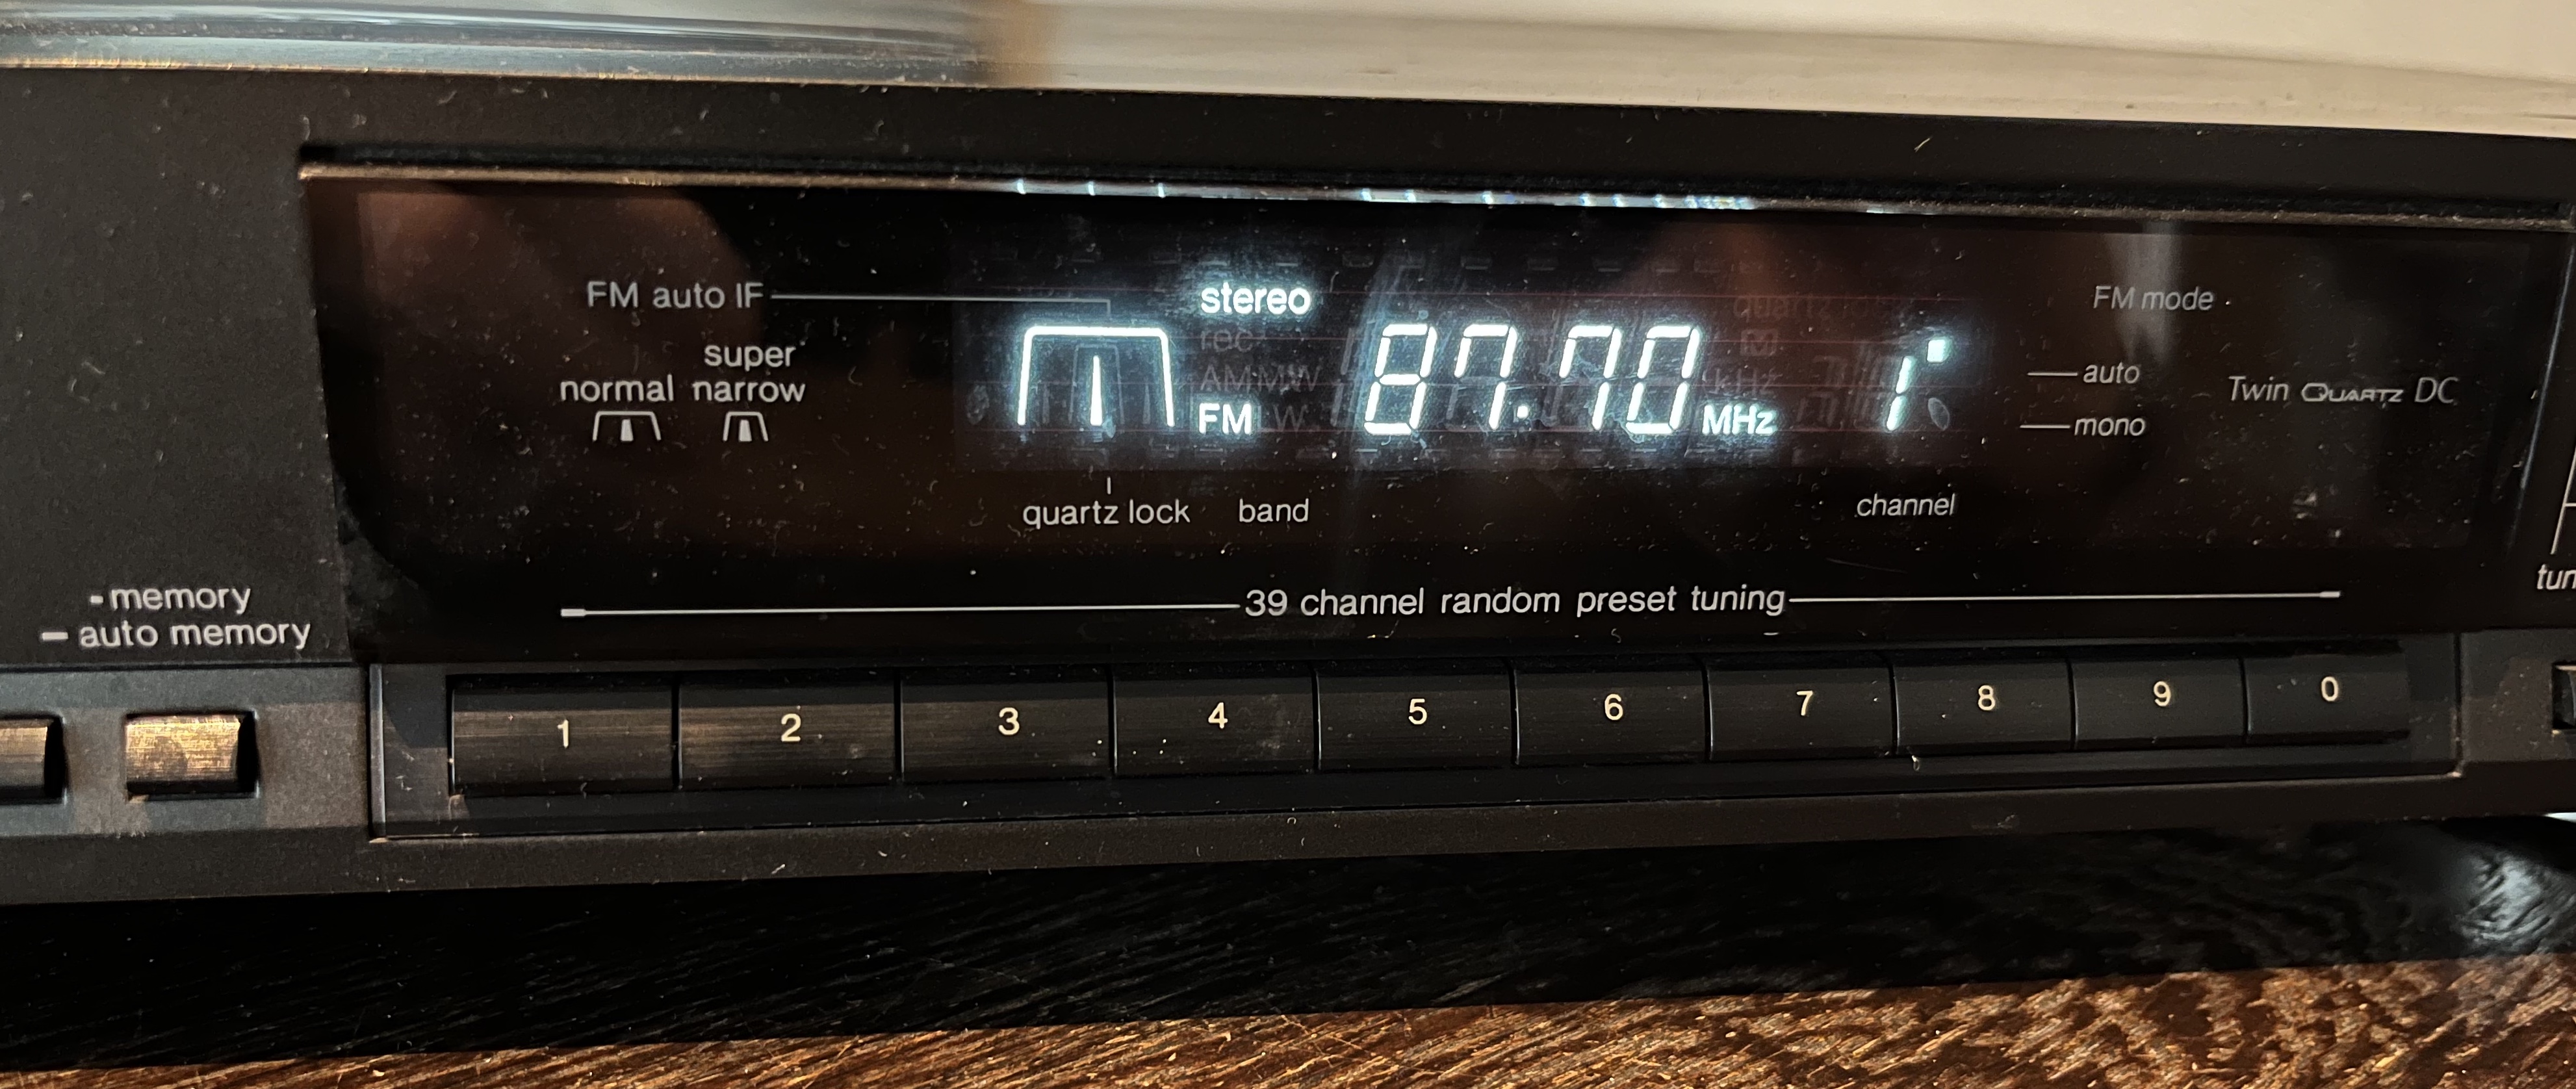 FM auto IF
stereo
FM mode
super
normal narrow
FM
87.70 MHz
1
auto
mono
Twin QUARTZ DC
quartz lock
band
channel
- memory
39 channel random preset tuning
— auto memory
1 2 3 4 5 6 7 8 9 0